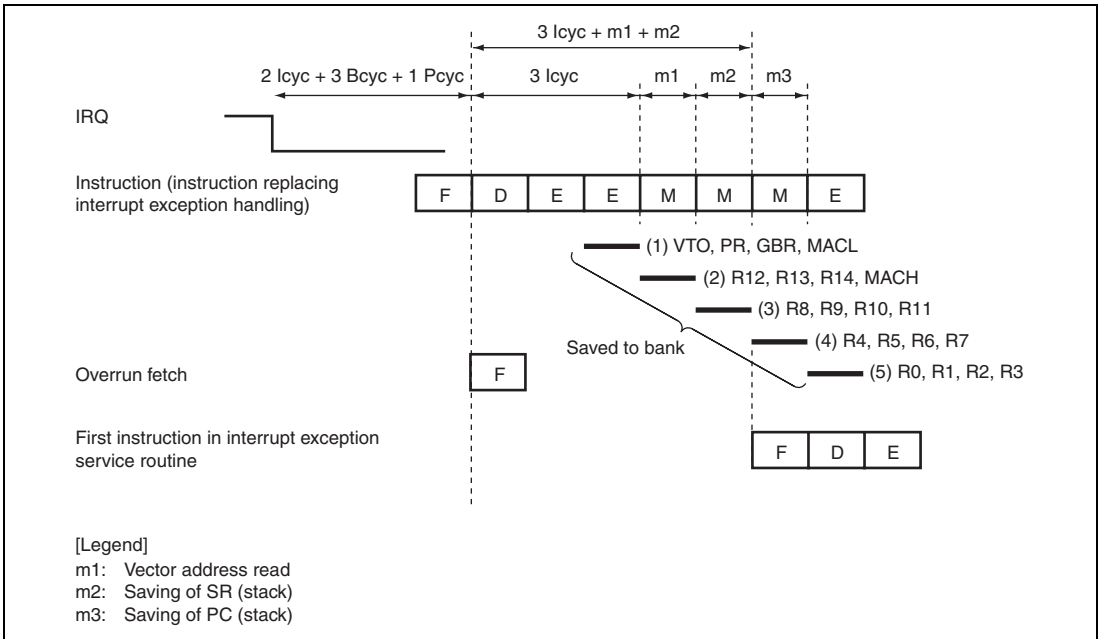 3 Icyc + m1 + m2
2 Icyc + 3 Bcyc + 1 Pcyc 3 Icyc m1 m2 m3
IRQ
Instruction (instruction replacing
interrupt exception handling)
F D E E M M M E
(1) VTO, PR, GBR, MACL
(2) R12, R13, R14, MACH
(3) R8, R9, R10, R11
(4) R4, R5, R6, R7
Saved to bank
(5) R0, R1, R2, R3
Overrun fetch
F
First instruction in interrupt exception
service routine
F D E
[Legend]
m1: Vector address read
m2: Saving of SR (stack)
m3: Saving of PC (stack)